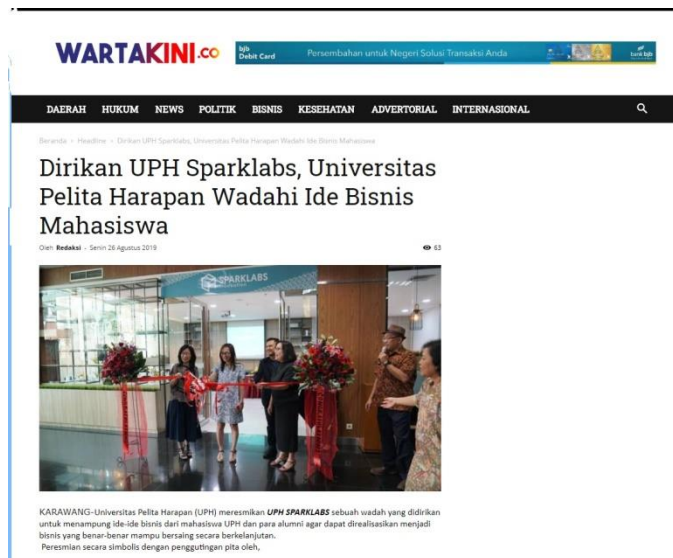 WARTAKINI.co
bjb
Debit Card
Persembahan untuk Negeri Solusi Transaksi Anda
bank bjb
DAERAH HUKUM NEWS POLITIK BISNIS KESEHATAN ADVERTORIAL INTERNASIONAL
Beranda › Headline › Dirikan UPH Sparklabs, Universitas Pelita Harapan Wadahi Ide Bisnis Mahasiswa
Dirikan UPH Sparklabs, Universitas
Pelita Harapan Wadahi Ide Bisnis
Mahasiswa
Oleh Redaksi - Senin 26 Agustus 2019
63
SPARKLABS
KARAWANG-Universitas Pelita Harapan (UPH) meresmikan UPH SPARKLABS sebuah wadah yang didirikan
untuk menampung ide-ide bisnis dari mahasiswa UPH dan para alumni agar dapat direalisasikan menjadi
bisnis yang benar-benar mampu bersaing secara berkelanjutan.
Peresmian secara simbolis dengan penggutingan pita oleh,